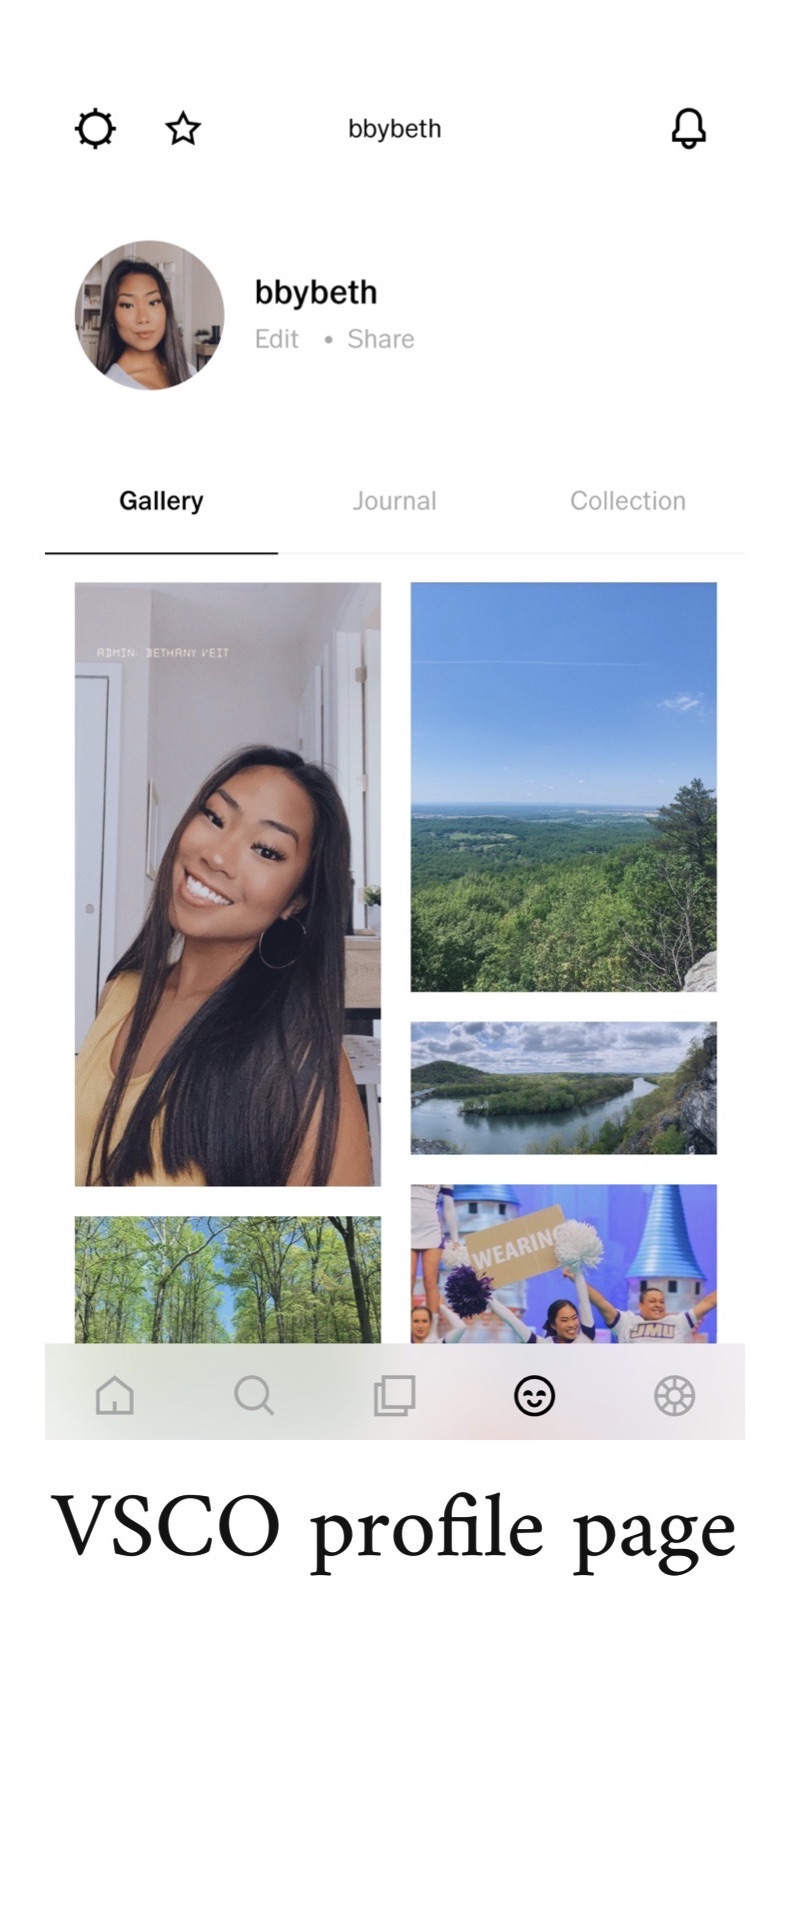 bbybeth
bbybeth
Edit • Share
Gallery Journal Collection
ADMIN: BETHANY VEIT
WEARING
JMU
VSCO profile page